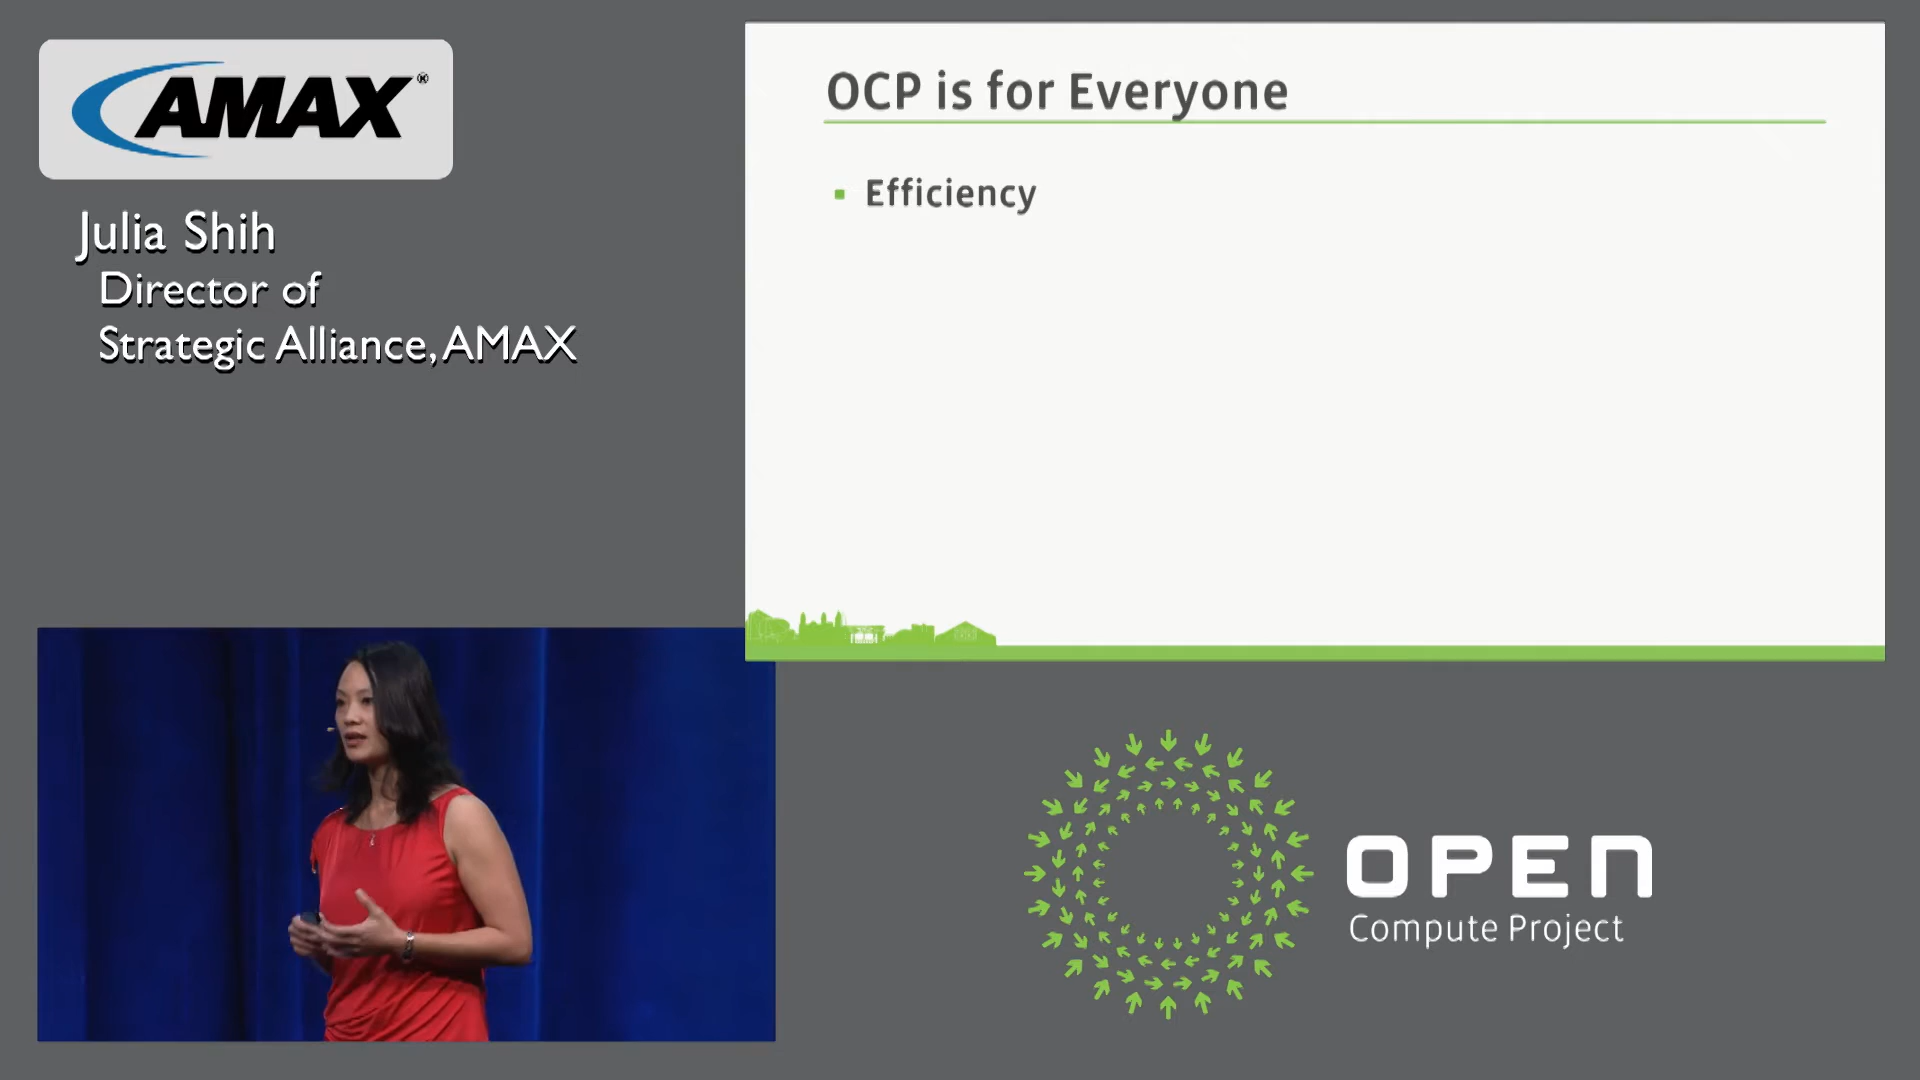 AMAX®
Julia Shih
Director of
Strategic Alliance, AMAX
OCP is for Everyone
▪ Efficiency
OPEN
Compute Project